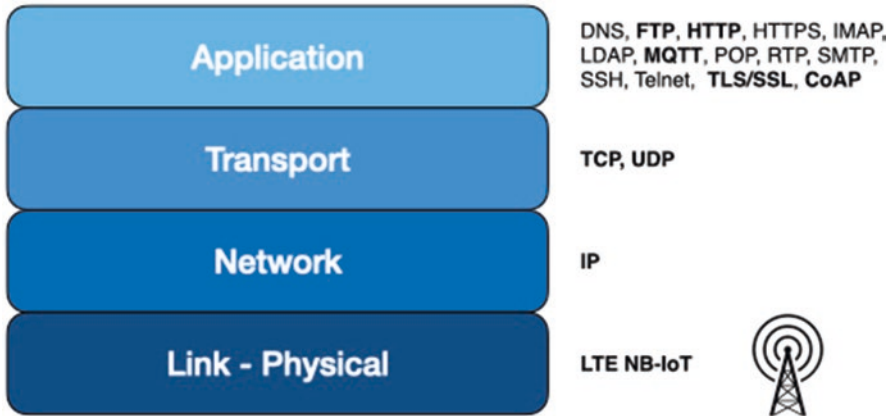 Application
DNS, FTP, HTTP, HTTPS, IMAP,
LDAP, MQTT, POP, RTP, SMTP,
SSH, Telnet, TLS/SSL, CoAP
Transport
TCP, UDP
Network
IP
Link - Physical
LTE NB-IoT